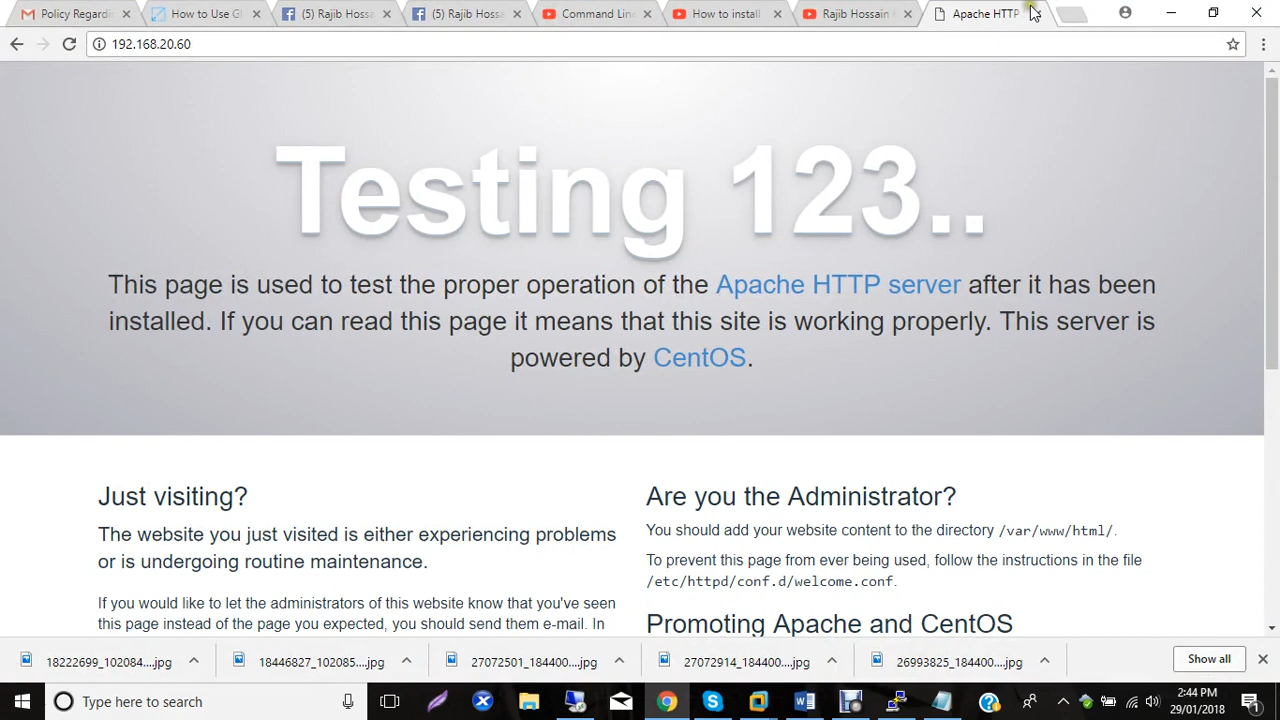 Policy Regardi
How to Use Gl
(5) Rajib Hossa
(5) Rajib Hossa
Command Line
How to install
Rajib Hossain
Apache HTTP
192.168.20.60
Testing 123..
This page is used to test the proper operation of the Apache HTTP server after it has been
installed. If you can read this page it means that this site is working properly. This server is
powered by CentOS.
Just visiting?
The website you just visited is either experiencing problems
or is undergoing routine maintenance.
If you would like to let the administrators of this website know that you've seen
this page instead of the page you expected, you should send them e-mail. In
Are you the Administrator?
You should add your website content to the directory /var/www/html/.
To prevent this page from ever being used, follow the instructions in the file
/etc/httpd/conf.d/welcome.conf.
Promoting Apache and CentOS
18222699_102084....jpg
18446827_102085....jpg
27072501_184400....jpg
27072914_184400....jpg
26993825_184400....jpg
Show all
Type here to search
2:44 PM
29/01/2018